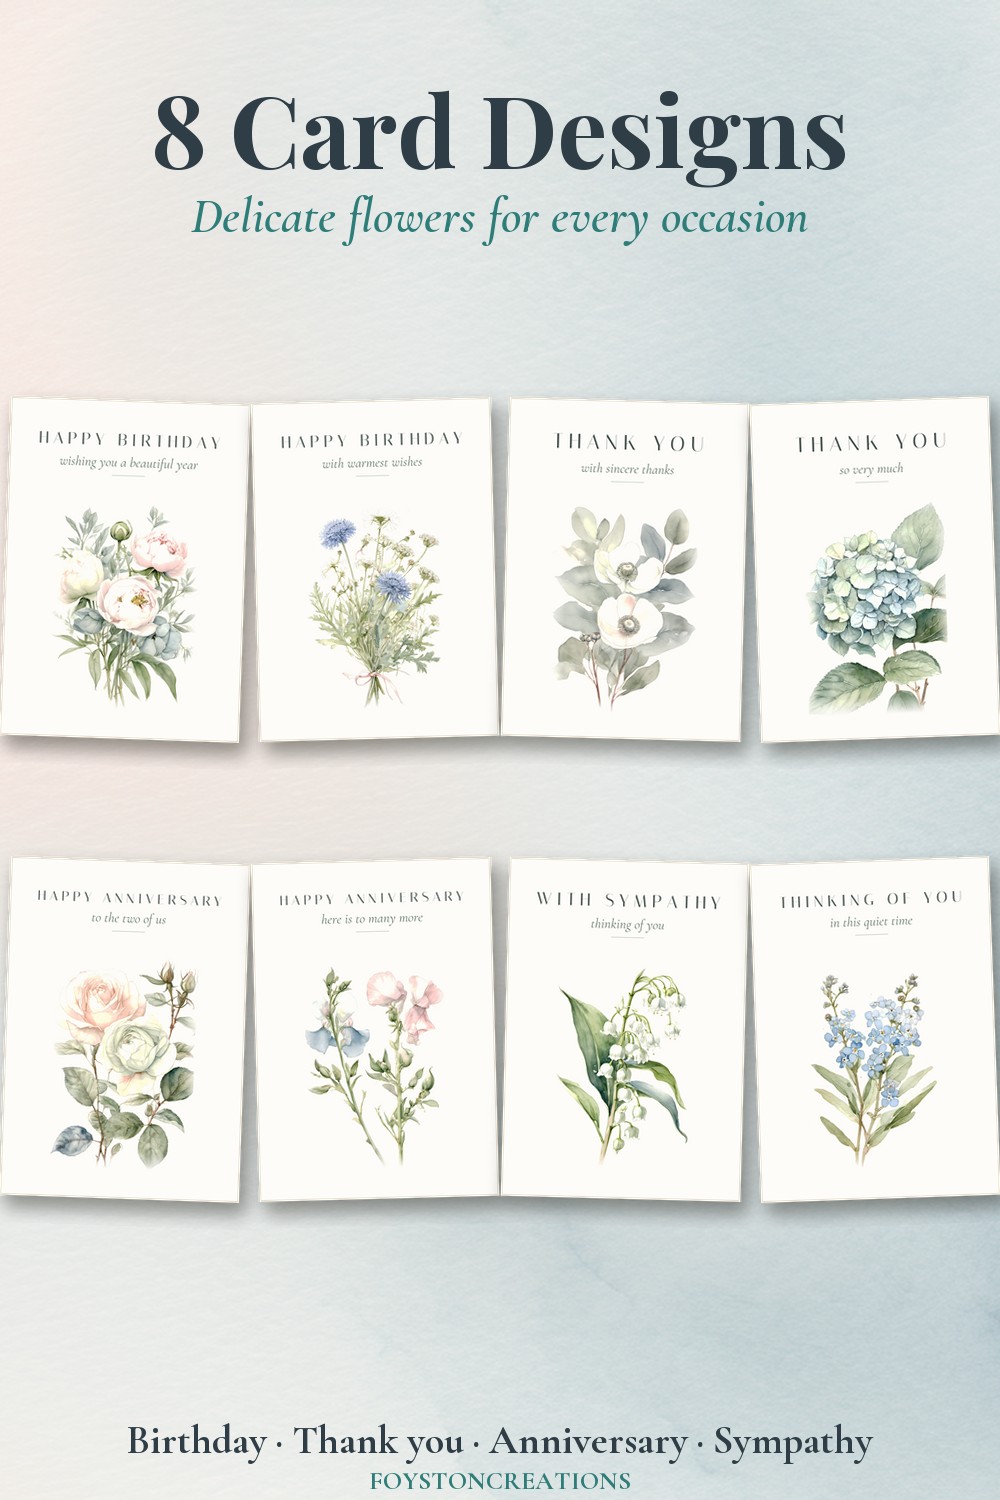 8 Card Designs
Delicate flowers for every occasion
HAPPY BIRTHDAY
wishing you a beautiful year
HAPPY BIRTHDAY
with warmest wishes
THANK YOU
with sincere thanks
THANK YOU
so very much
HAPPY ANNIVERSARY
to the two of us
HAPPY ANNIVERSARY
here is to many more
WITH SYMPATHY
thinking of you
THINKING OF YOU
in this quiet time
Birthday · Thank you · Anniversary · Sympathy
FOYSTONCREATIONS